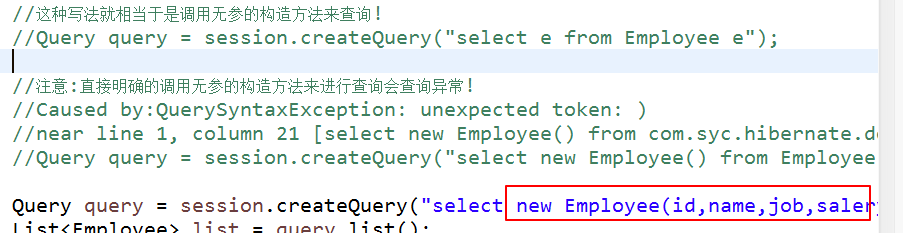 //这种写法就相当于是调用无参的构造方法来查询!
//Query query = session.createQuery("select e from Employee e");
//注意:直接明确的调用无参的构造方法来进行查询会查询异常!
//Caused by:QuerySyntaxException: unexpected token: )
//near line 1, column 21 [select new Employee() from com.syc.hibernate.do
//Query query = session.createQuery("select new Employee() from Employee
Query query = session.createQuery("select new Employee(id,name,job,salery
List<Employee> list = query.list();